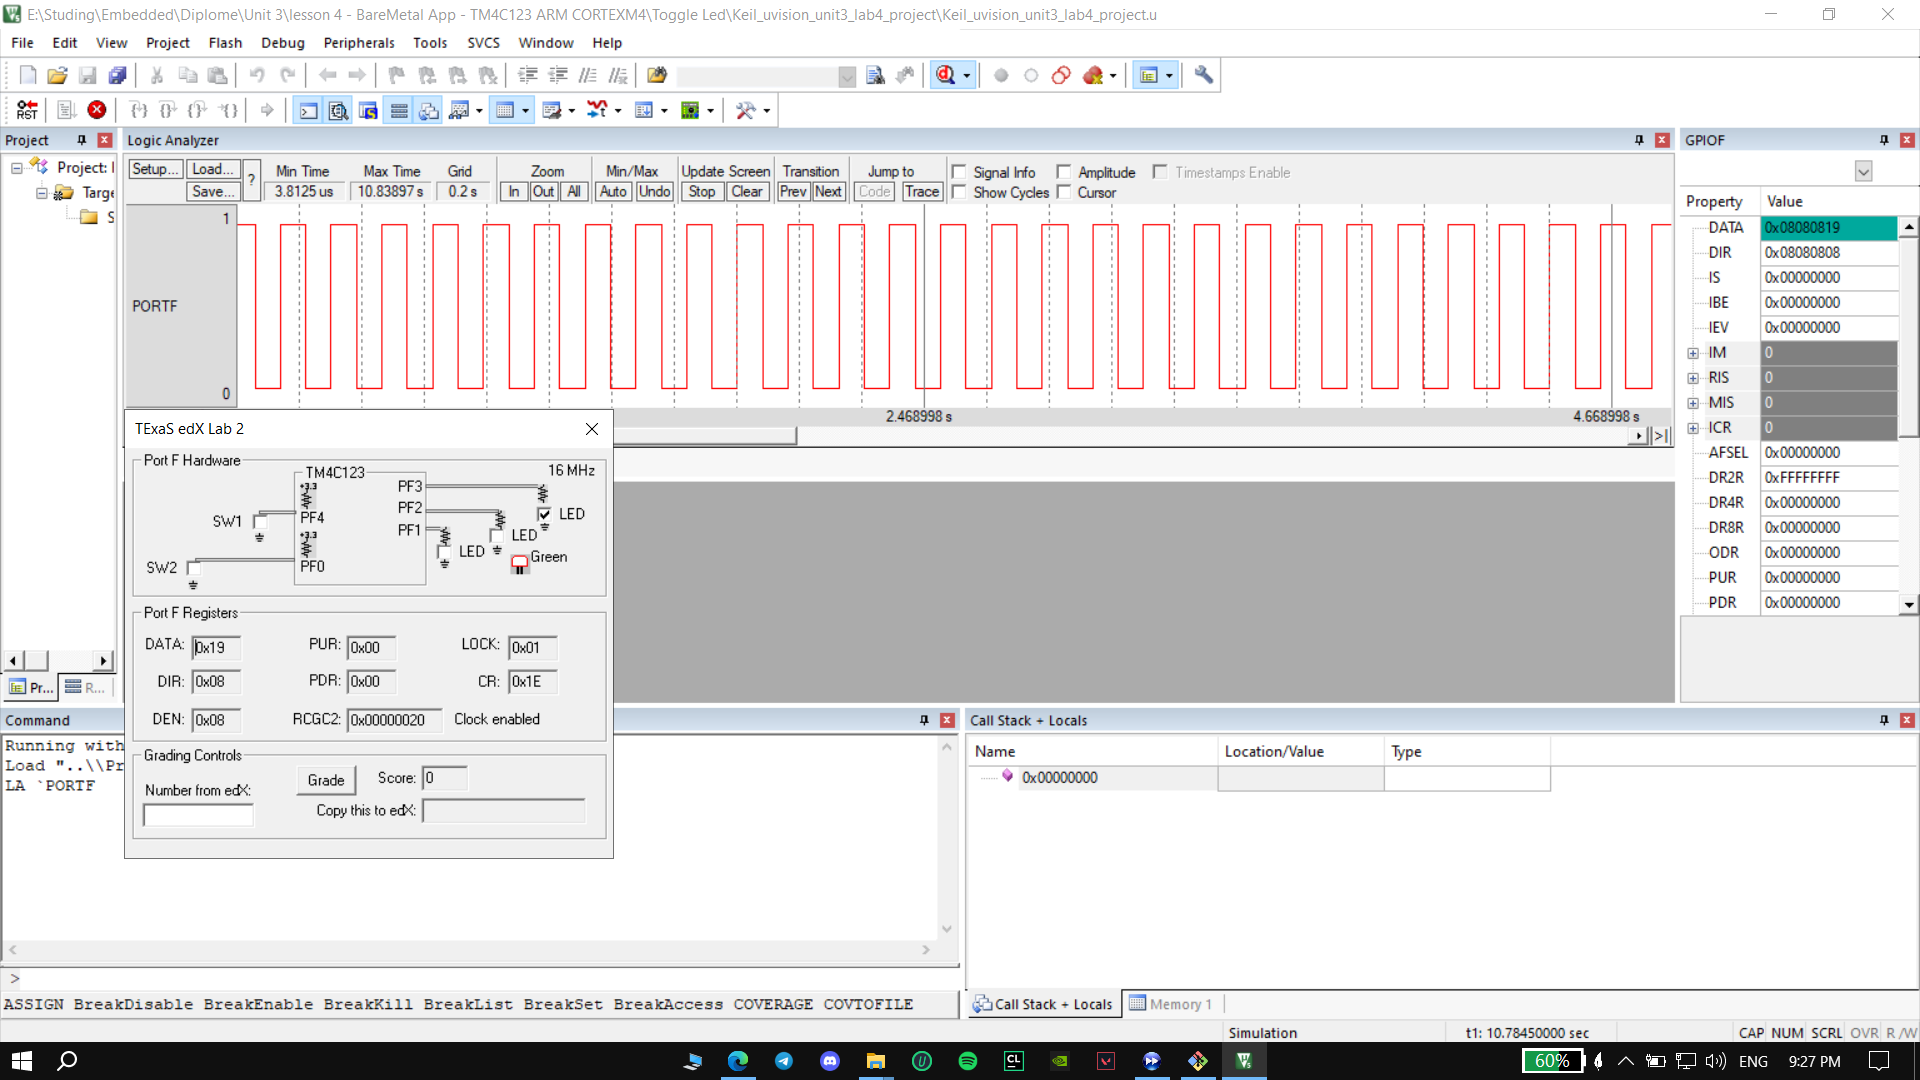 E:\Studing\Embedded\Diplome\Unit 3\lesson 4 - BareMetal App - TM4C123 ARM CORTEXM4\Toggle Led\Keil_uvision_unit3_lab4_project\Keil_uvision_unit3_lab4_project.u
File Edit View Project Flash Debug Peripherals Tools SVCS Window Help
RST
Project
Project: I
Targe
S
Pr...
R...
Logic Analyzer
Setup... Load... Save... ?
Min Time Max Time Grid Zoom Min/Max Update Screen Transition Jump to
3.8125 us 10.83897 s 0.2 s In Out All Auto Undo Stop Clear Prev Next Code Trace
Signal Info Amplitude Timestamps Enable
Show Cycles Cursor
1
PORTF
0
2.468998 s 4.668998 s
GPIOF
Property Value
DATA 0x08080819
DIR 0x08080808
IS 0x00000000
IBE 0x00000000
IEV 0x00000000
IM 0
RIS 0
MIS 0
ICR 0
AFSEL 0x00000000
DR2R 0xFFFFFFFF
DR4R 0x00000000
DR8R 0x00000000
ODR 0x00000000
PUR 0x00000000
PDR 0x00000000
TExaS edX Lab 2
Port F Hardware
TM4C123
16 MHz
+3.3
PF3
PF2
PF1
PF4
+3.3
PF0
SW1
SW2
LED
LED
LED
Green
Port F Registers
DATA: 0x19 PUR: 0x00 LOCK: 0x01
DIR: 0x08 PDR: 0x00 CR: 0x1E
DEN: 0x08 RCGC2: 0x00000020 Clock enabled
Grading Controls
Number from edX:
Grade
Score: 0
Copy this to edX:
Command
Running with
Load "..\\Pr
LA `PORTF
>
ASSIGN BreakDisable BreakEnable BreakKill BreakList BreakSet BreakAccess COVERAGE COVTOFILE
Call Stack + Locals
Name Location/Value Type
0x00000000
Call Stack + Locals Memory 1
Simulation t1: 10.78450000 sec CAP NUM SCRL OVR R/W
CL
60% ENG 9:27 PM